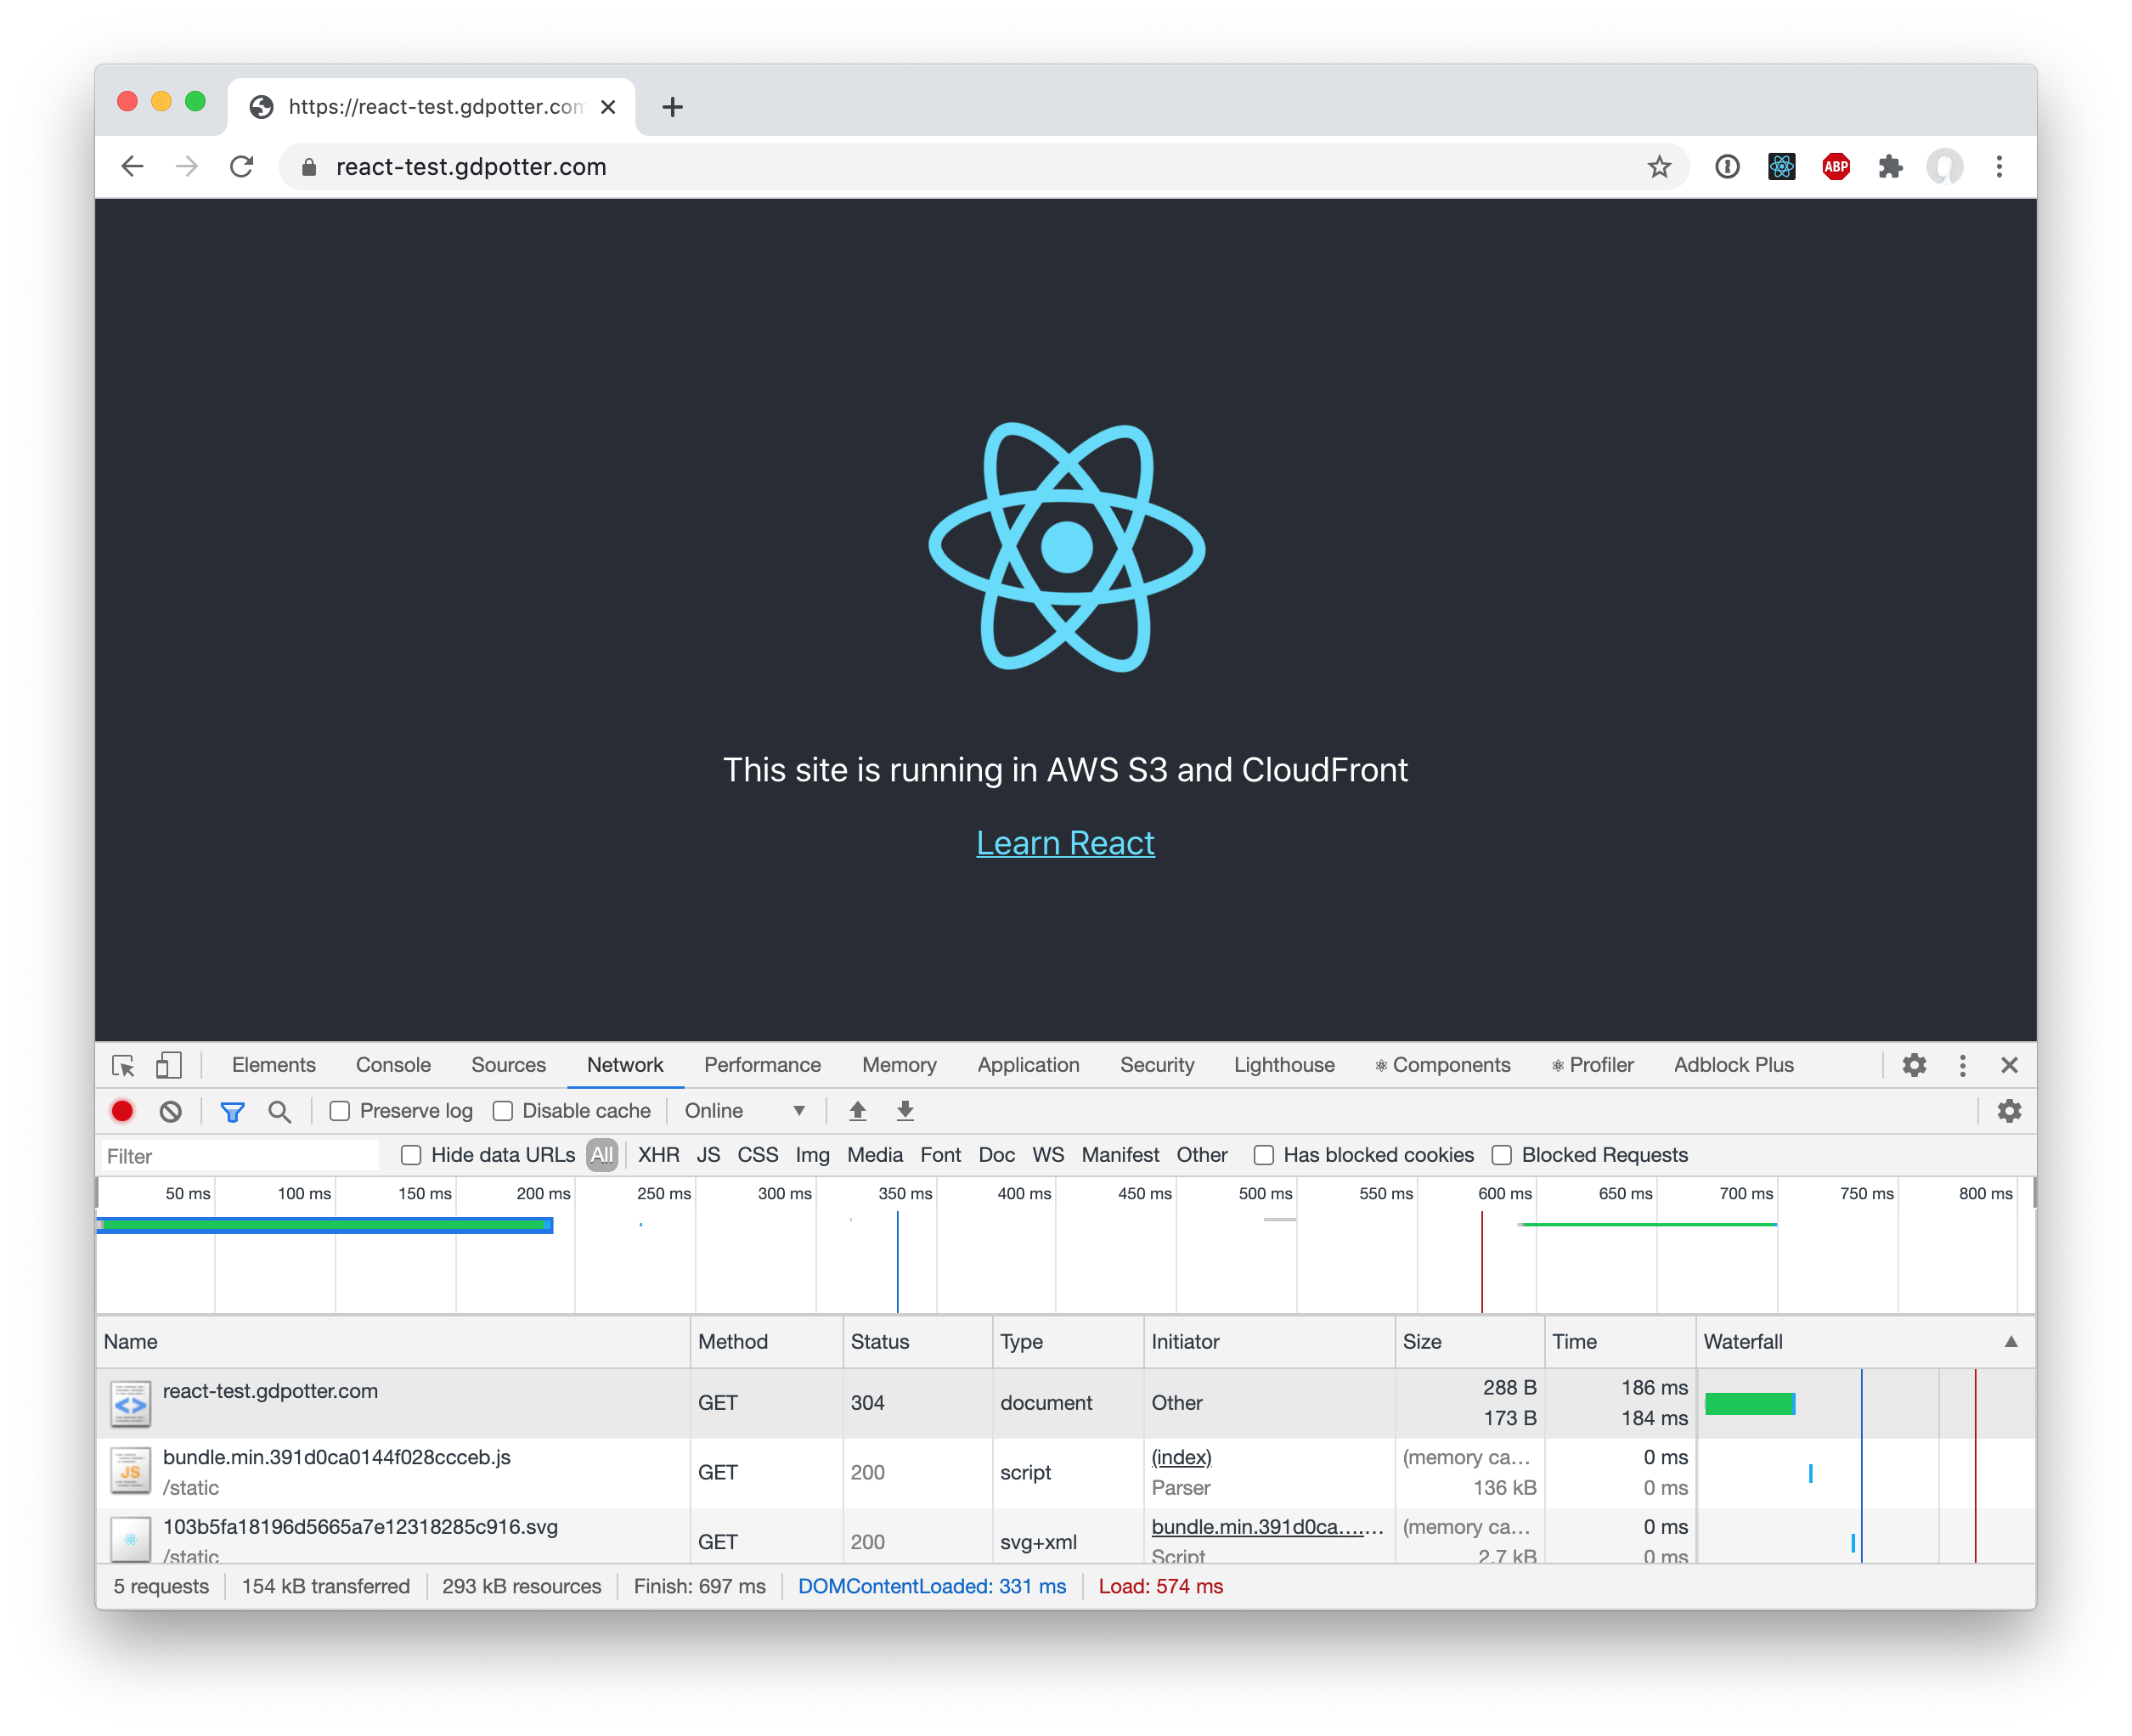 https://react-test.gdpotter.com
react-test.gdpotter.com
ABP
This site is running in AWS S3 and CloudFront
Learn React
Elements Console Sources Network Performance Memory Application Security Lighthouse Components Profiler Adblock Plus
Preserve log Disable cache Online
Filter Hide data URLs All XHR JS CSS Img Media Font Doc WS Manifest Other Has blocked cookies Blocked Requests
50 ms 100 ms 150 ms 200 ms 250 ms 300 ms 350 ms 400 ms 450 ms 500 ms 550 ms 600 ms 650 ms 700 ms 750 ms 800 ms
Name Method Status Type Initiator Size Time Waterfall
react-test.gdpotter.com GET 304 document Other 288 B 186 ms
173 B 184 ms
JS bundle.min.391d0ca0144f028ccceb.js GET 200 script (index) (memory ca... 0 ms
/static Parser 136 kB 0 ms
103b5fa18196d5665a7e12318285c916.svg GET 200 svg+xml bundle.min.391d0ca...... (memory ca... 0 ms
/static Script 2.7 kB 0 ms
5 requests 154 kB transferred 293 kB resources Finish: 697 ms DOMContentLoaded: 331 ms Load: 574 ms